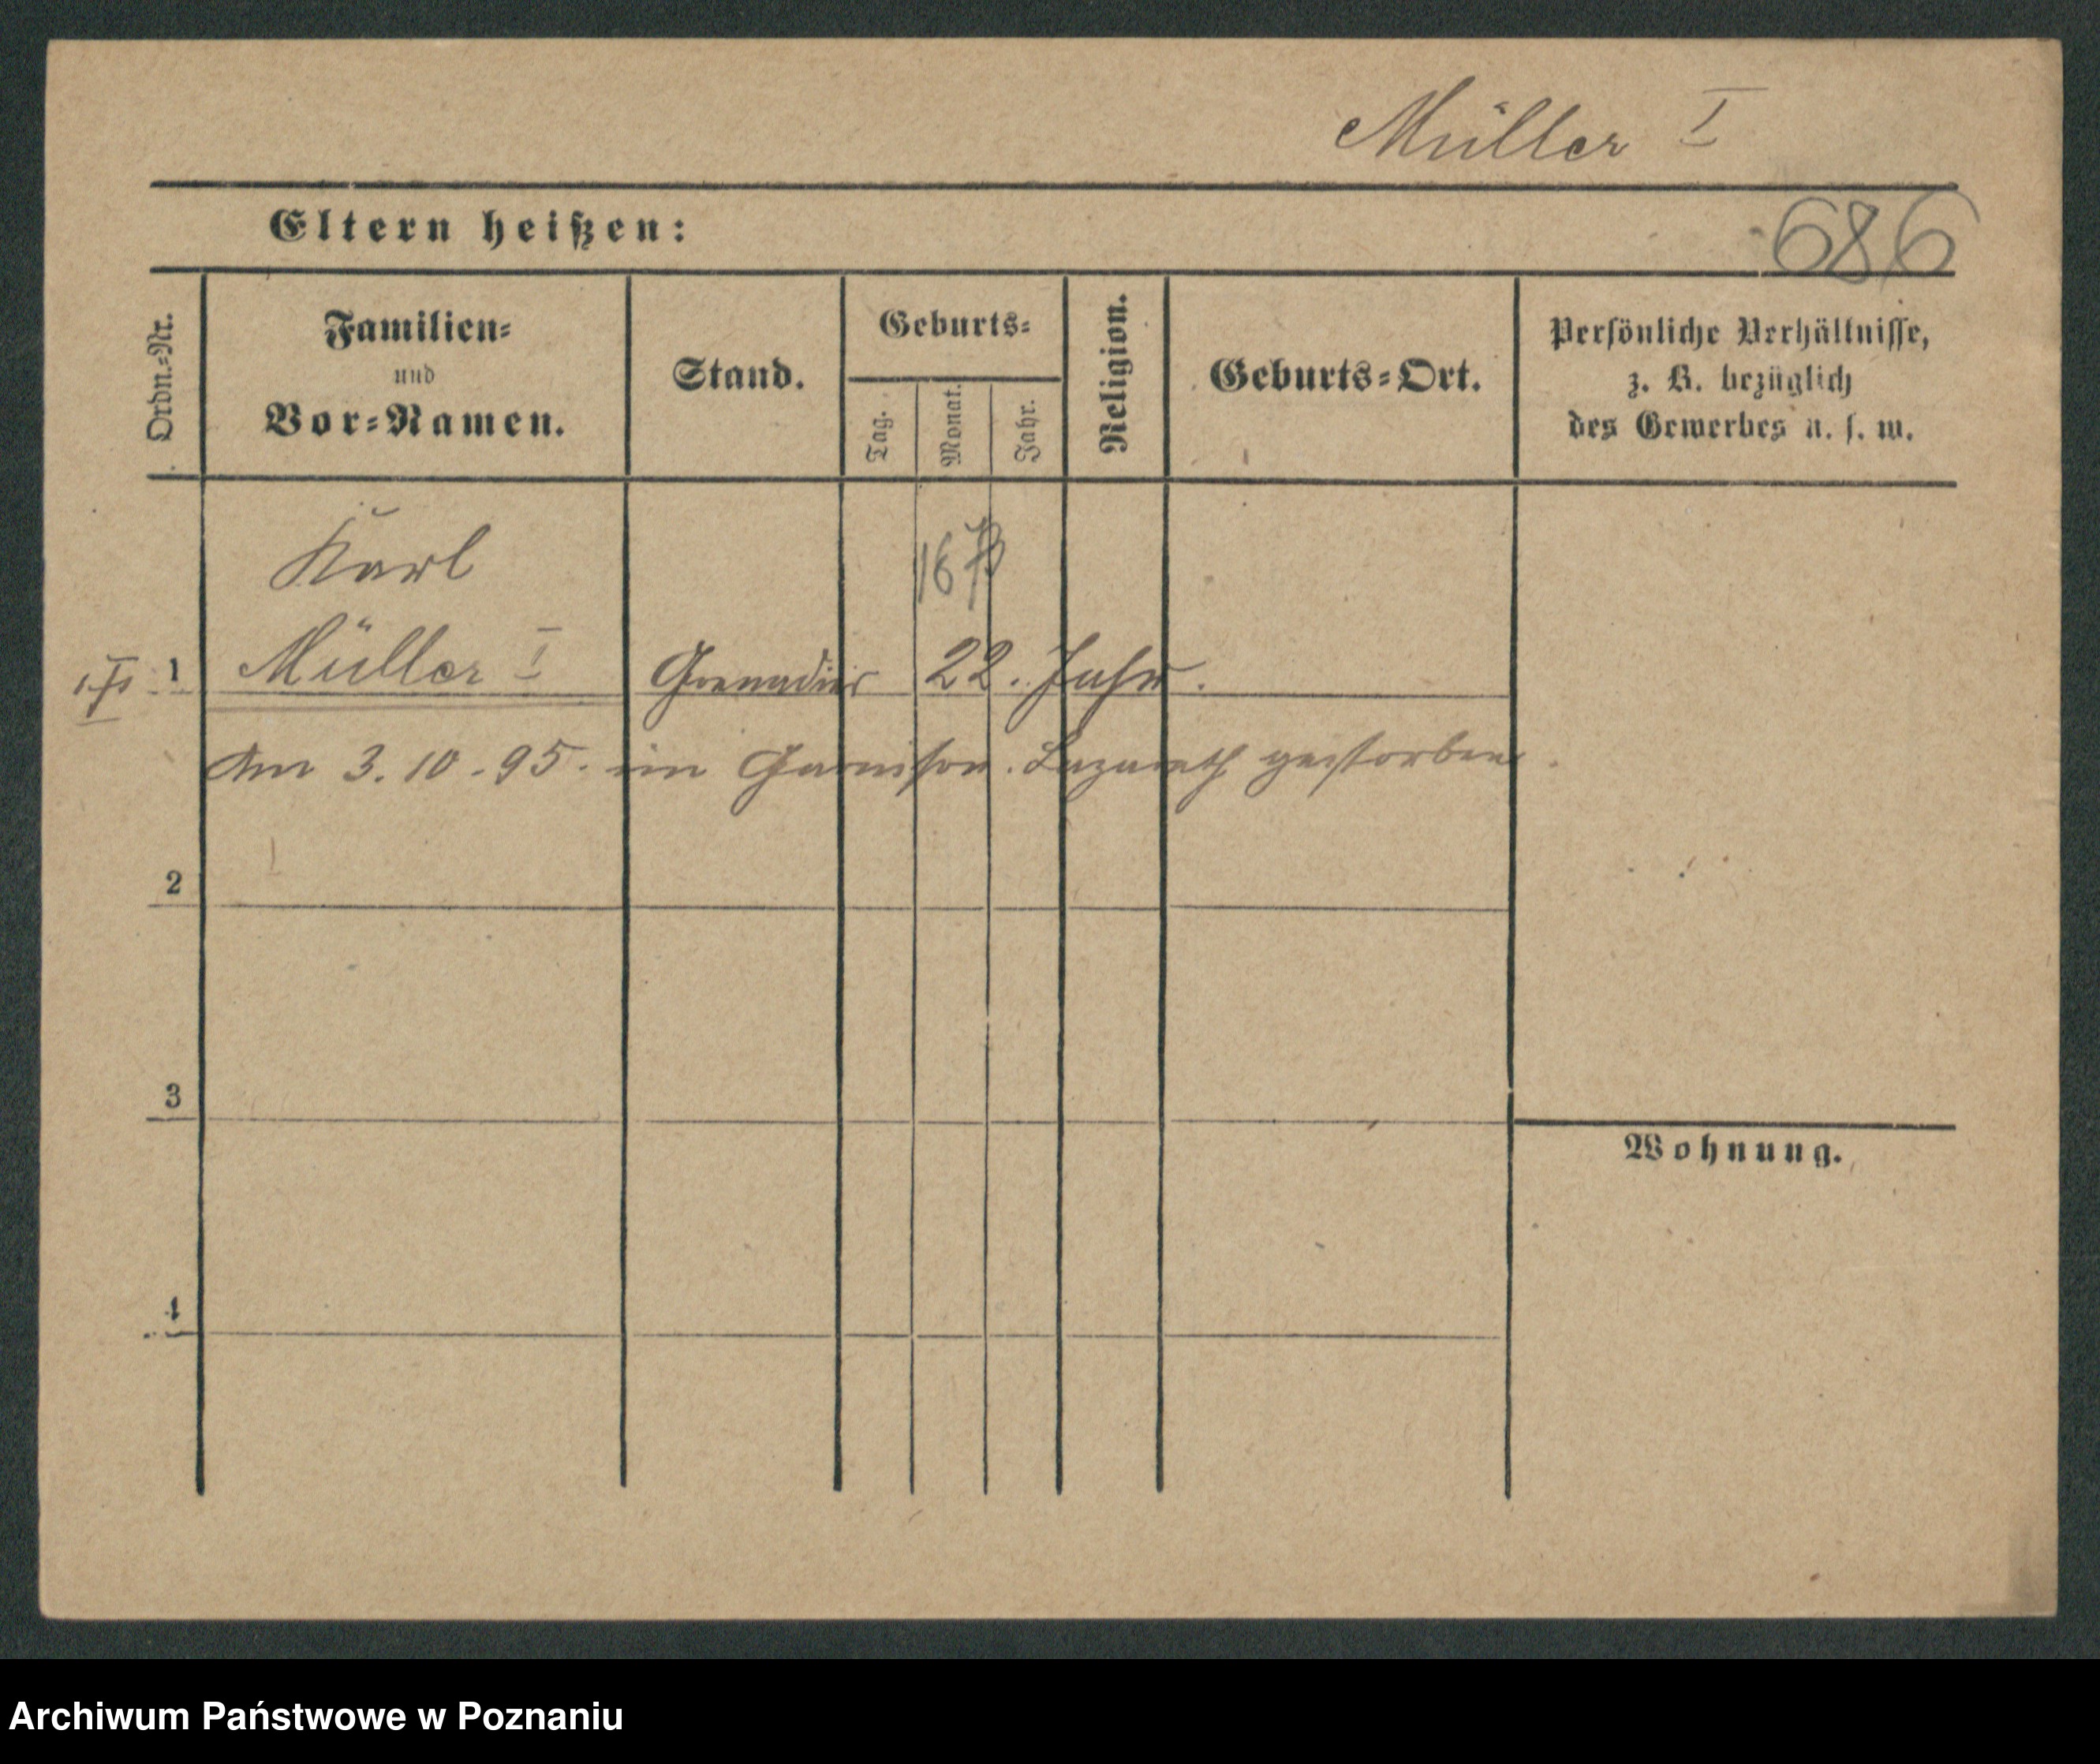 Müller I
Eltern heißen:
686
Ordn.-Nr.
Familien-
und
Vor-Namen.
Stand.
Geburts-
Tag.
Monat.
Jahr.
Religion.
Geburts-Ort.
Persönliche Verhältnisse,
z. B. bezüglich
des Gewerbes u. s. w.
Karl
1 Müller I Grenadier 22. Jahr.
Am 3.10.95. im Garnison. Lazareth gestorben.
2
3
Wohnung.
4
Archiwum Państwowe w Poznaniu